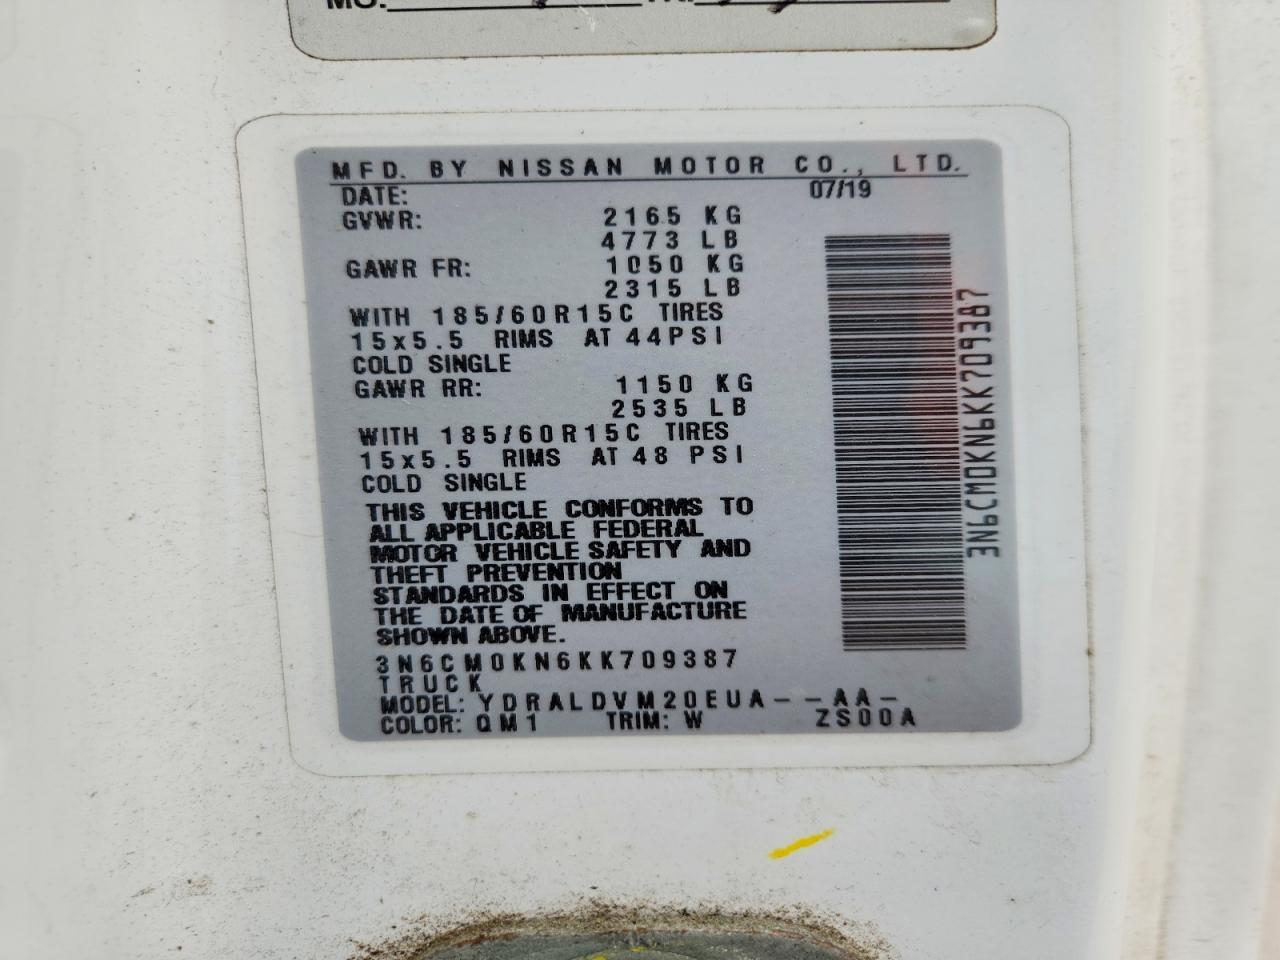 MFD. BY NISSAN MOTOR CO., LTD.
DATE: 07/19
GVWR: 2165 KG
4773 LB
GAWR FR: 1050 KG
2315 LB
WITH 185/60R15C TIRES
15x5.5 RIMS AT 44PSI
COLD SINGLE
GAWR RR: 1150 KG
2535 LB
WITH 185/60R15C TIRES
15x5.5 RIMS AT 48 PSI
COLD SINGLE
THIS VEHICLE CONFORMS TO
ALL APPLICABLE FEDERAL
MOTOR VEHICLE SAFETY AND
THEFT PREVENTION
STANDARDS IN EFFECT ON
THE DATE OF MANUFACTURE
SHOWN ABOVE.
3N6CM0KN6KK709387
TRUCK
MODEL: YDRALDVM20EUA--AA-
COLOR: QM1 TRIM: W ZS00A
3N6CM0KN6KK709387